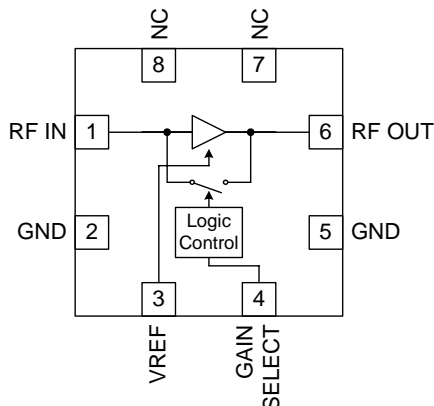 NC
NC
8
7
RF IN
1
6
RF OUT
GND
2
Logic
Control
5
GND
3
4
VREF
GAIN
SELECT